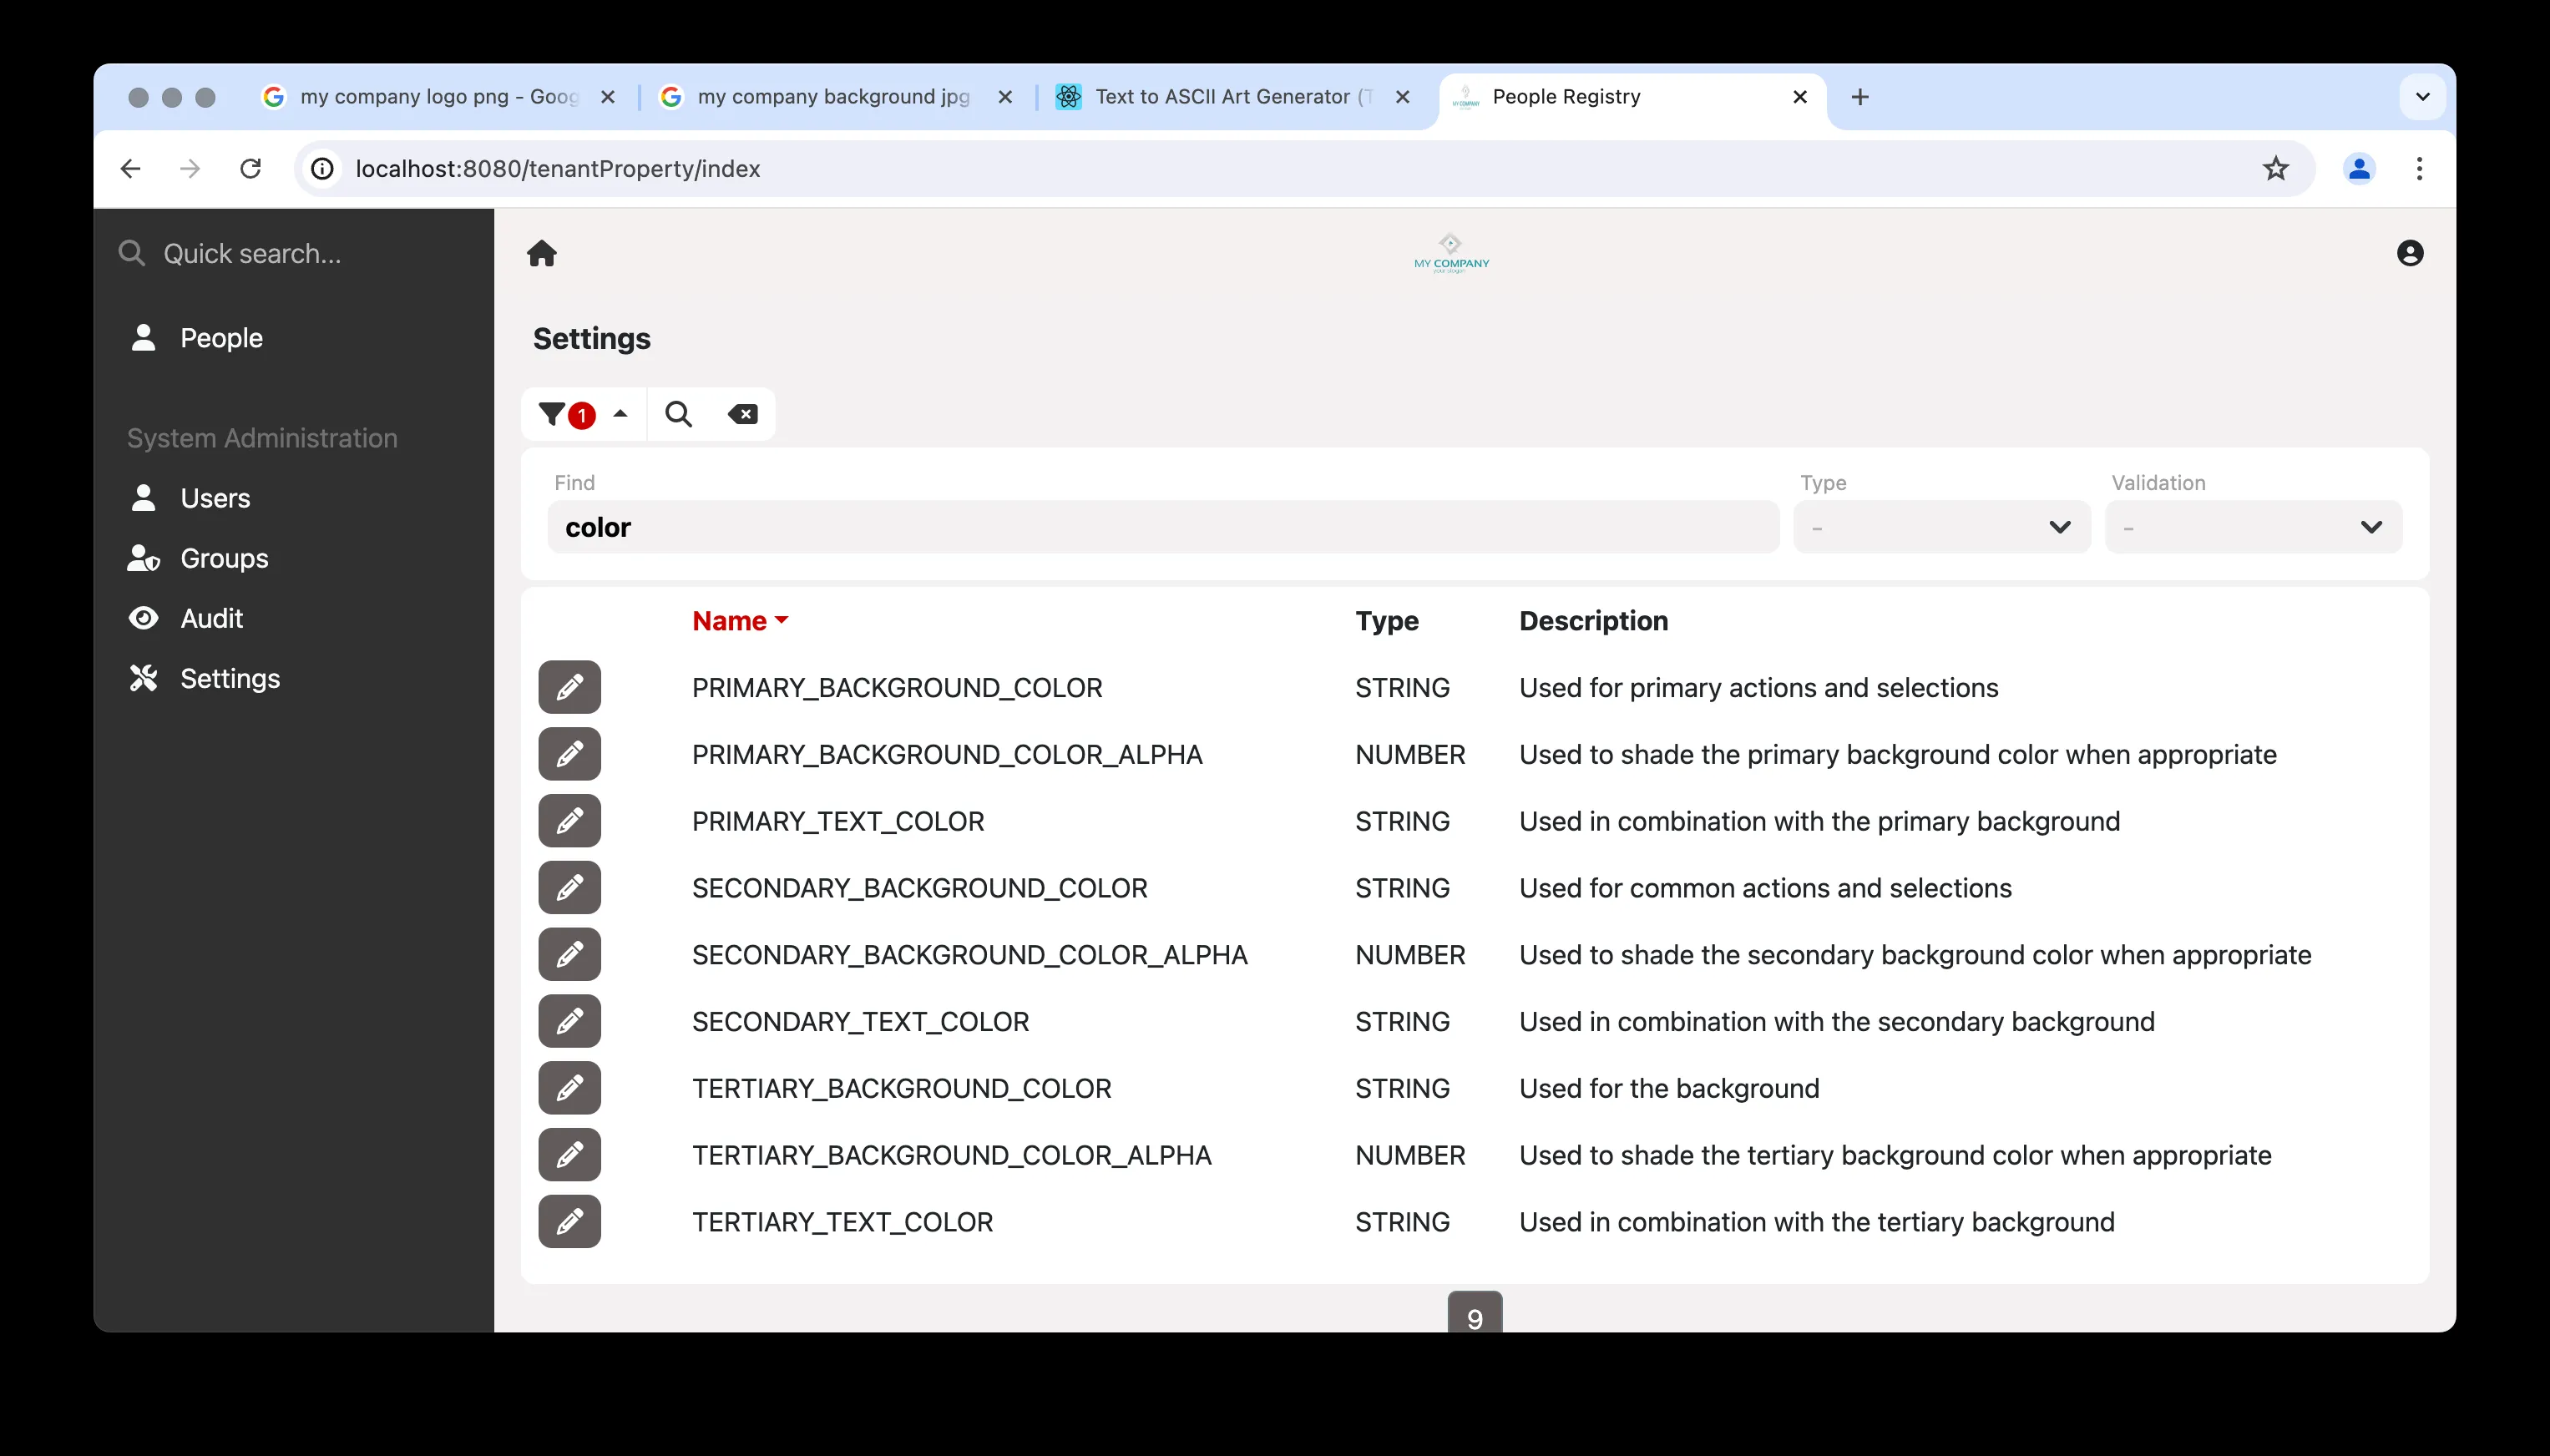 my company logo png - Goog
my company background jpg
Text to ASCII Art Generator (T
People Registry
localhost:8080/tenantProperty/index
Quick search...
MY COMPANY
People
Settings
1
System Administration
Find
Type
Validation
Users
color
-
-
Groups
Audit
Name
Type
Description
Settings
PRIMARY_BACKGROUND_COLOR STRING Used for primary actions and selections
PRIMARY_BACKGROUND_COLOR_ALPHA NUMBER Used to shade the primary background color when appropriate
PRIMARY_TEXT_COLOR STRING Used in combination with the primary background
SECONDARY_BACKGROUND_COLOR STRING Used for common actions and selections
SECONDARY_BACKGROUND_COLOR_ALPHA NUMBER Used to shade the secondary background color when appropriate
SECONDARY_TEXT_COLOR STRING Used in combination with the secondary background
TERTIARY_BACKGROUND_COLOR STRING Used for the background
TERTIARY_BACKGROUND_COLOR_ALPHA NUMBER Used to shade the tertiary background color when appropriate
TERTIARY_TEXT_COLOR STRING Used in combination with the tertiary background
9